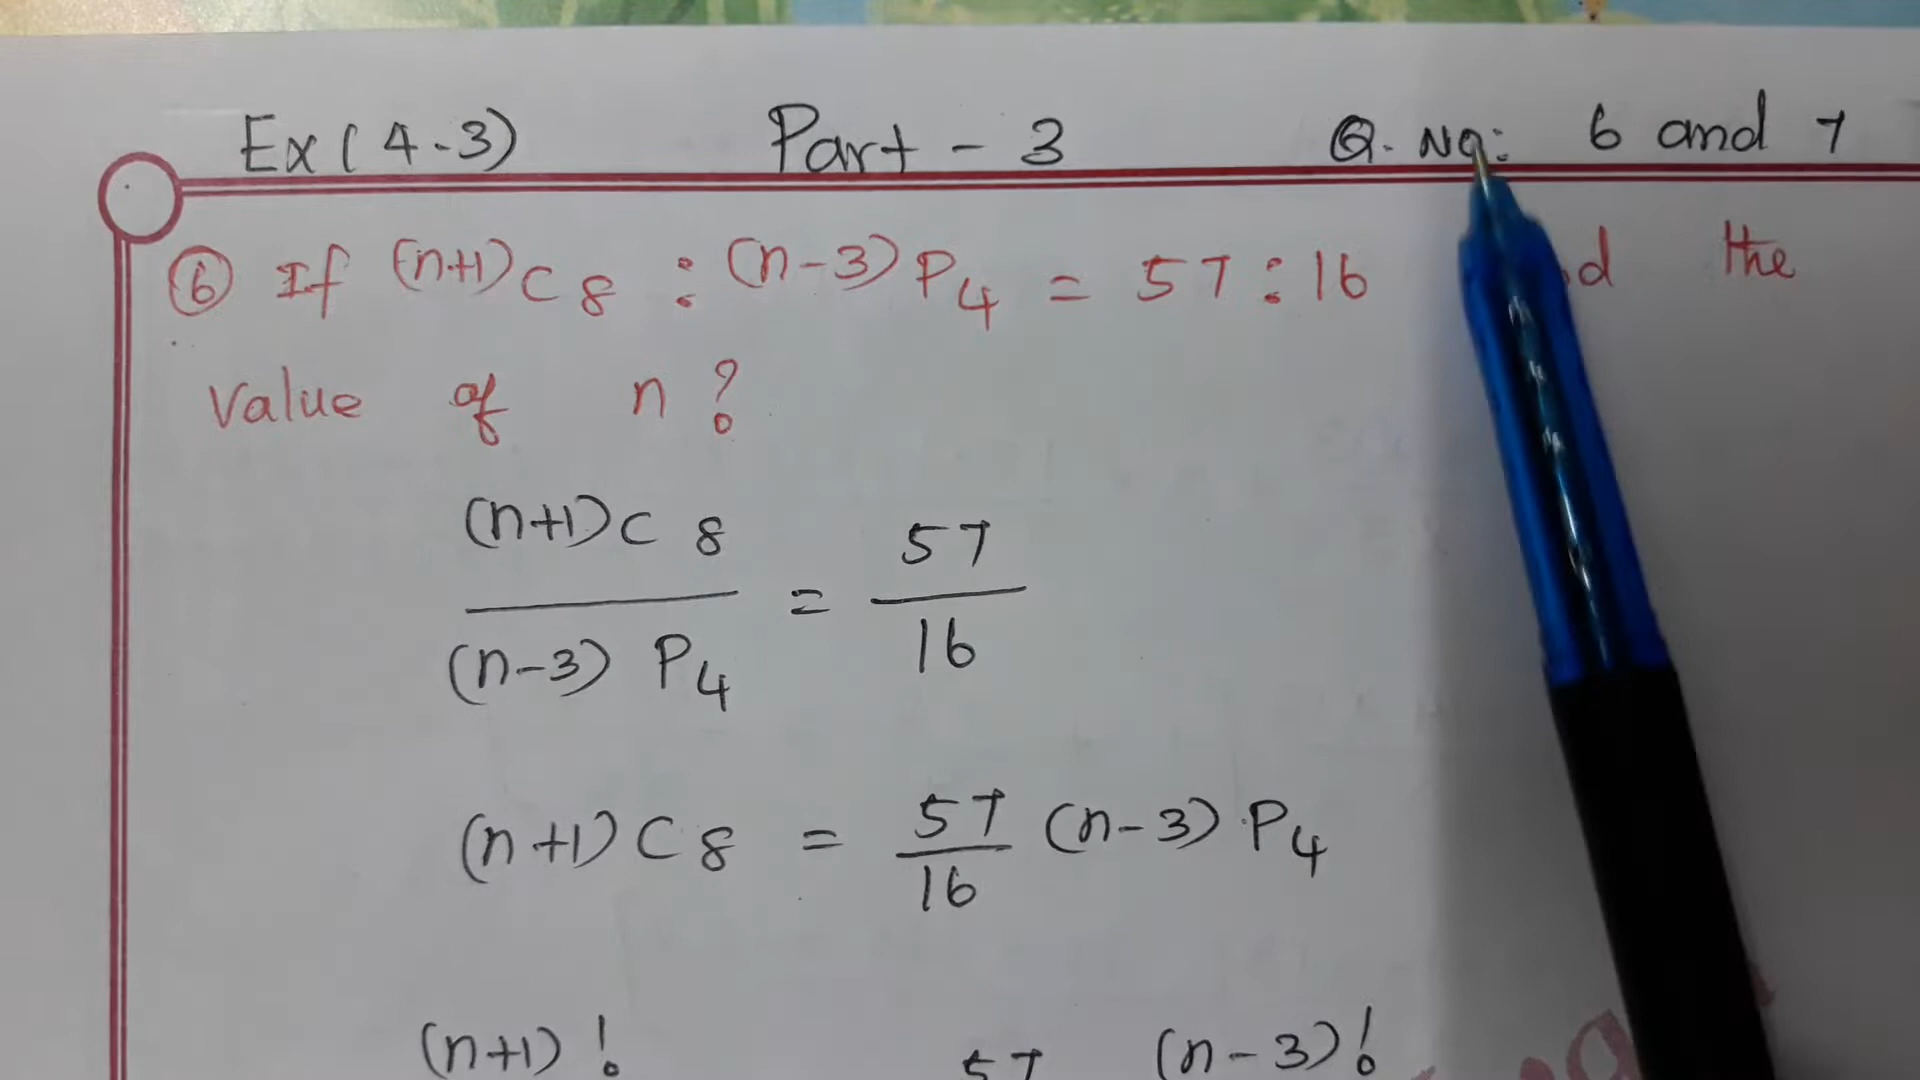 Ex (4.3) Part - 3 Q. No: 6 and 7
⑥ If (n+1)C8 : (n-3)P4 = 57 : 16 the
value of n?
(n+1)C8 / (n-3)P4 = 57/16
(n+1)C8 = 57/16 (n-3)P4
(n+1)! 57 (n-3)!